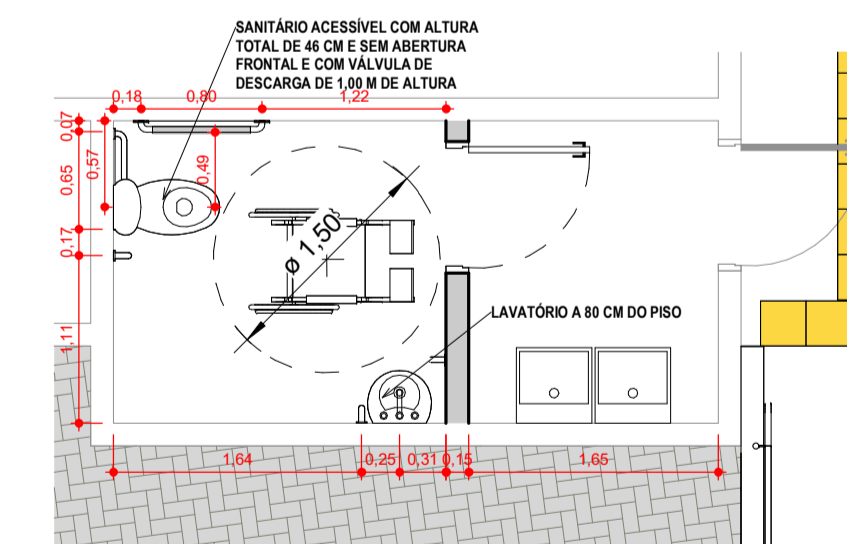 SANITÁRIO ACESSÍVEL COM ALTURA
TOTAL DE 46 CM E SEM ABERTURA
FRONTAL E COM VÁLVULA DE
DESCARGA DE 1,00 M DE ALTURA
0,18
0,80
1,22
0,07
0,57
0,65
0,49
0,17
ø 1,50
LAVATÓRIO A 80 CM DO PISO
1,11
1,64
0,25
0,31
0,15
1,65